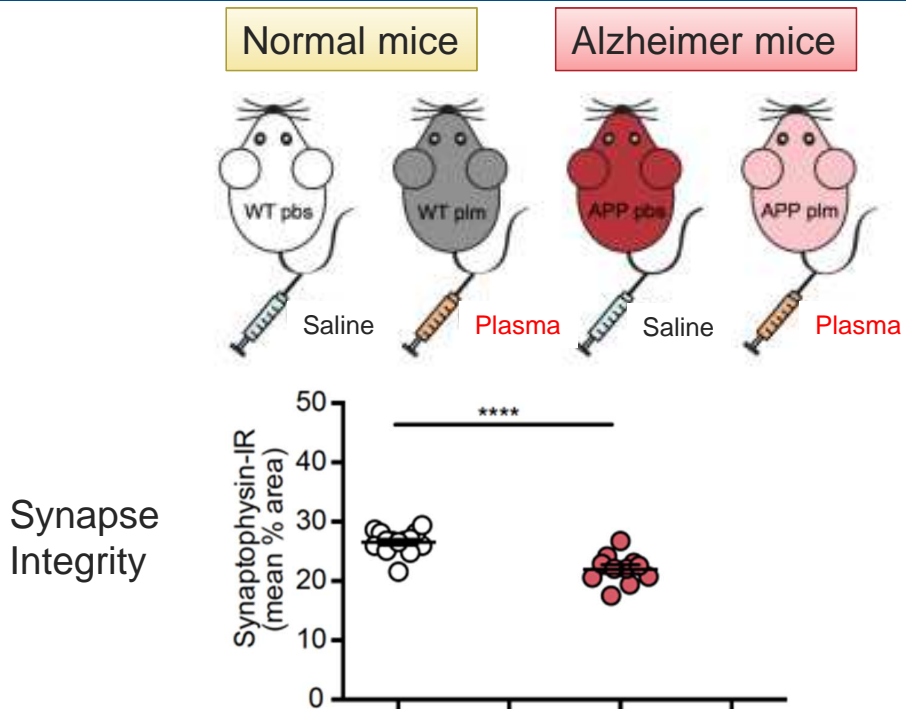 Normal mice
Alzheimer mice
WT pbs
WT plm
APP pbs
APP plm
Saline
Plasma
Saline
Plasma
Synapse
Integrity
Synaptophysin-IR
(mean % area)
50
40
30
20
10
0
****